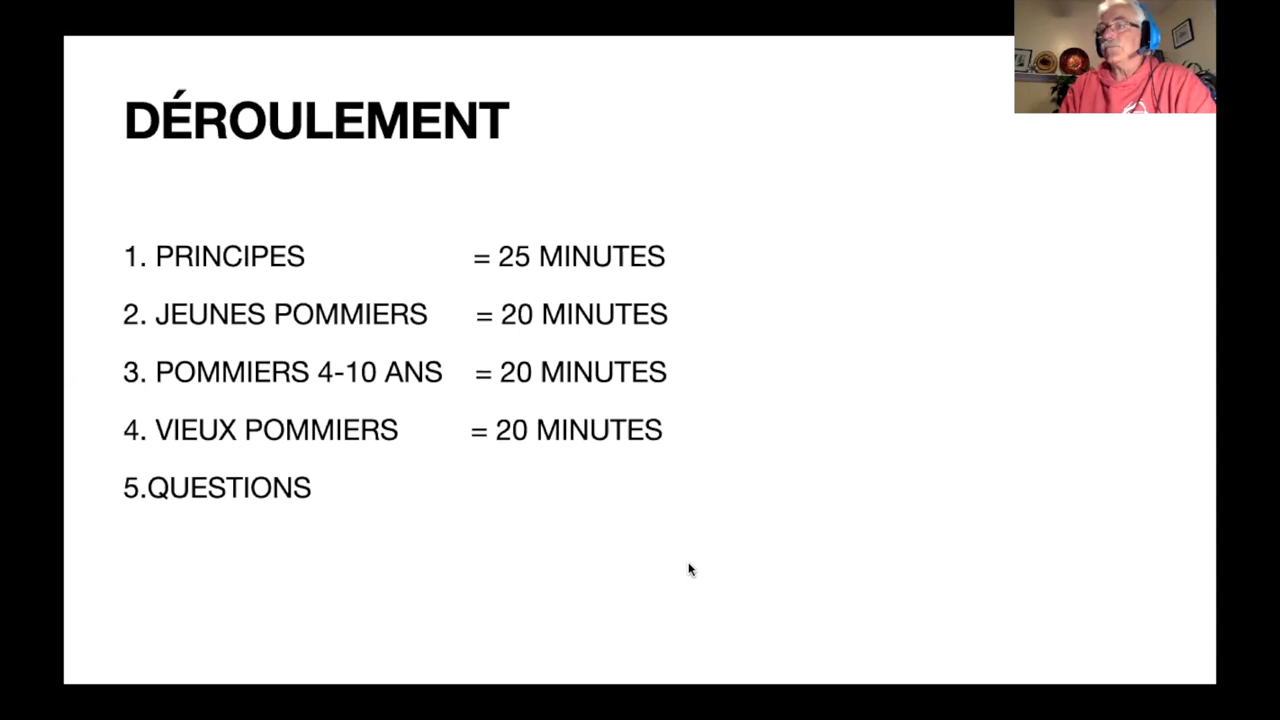 DÉROULEMENT
1. PRINCIPES = 25 MINUTES
2. JEUNES POMMIERS = 20 MINUTES
3. POMMIERS 4-10 ANS = 20 MINUTES
4. VIEUX POMMIERS = 20 MINUTES
5.QUESTIONS